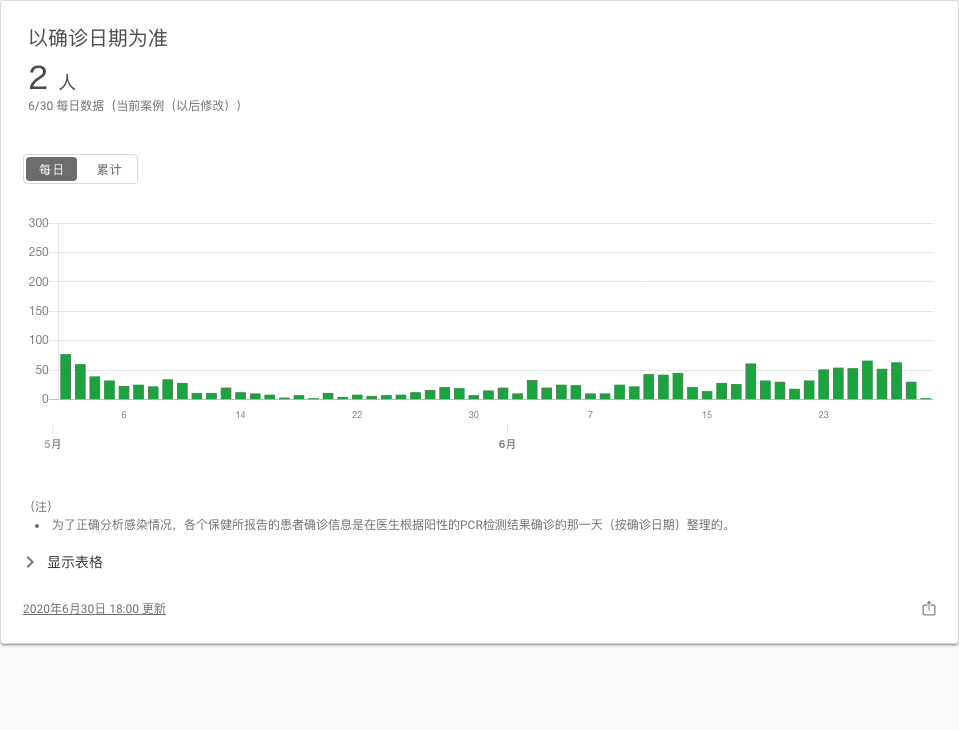 以确诊日期为准
2 人
6/30 每日数据（当前案例（以后修改））
每日 累计
300
250
200
150
100
50
0
6 14 22 30 7 15 23
5月 6月
（注）
• 为了正确分析感染情况，各个保健所报告的患者确诊信息是在医生根据阳性的PCR检测结果确诊的那一天（按确诊日期）整理的。
显示表格
2020年6月30日 18:00 更新